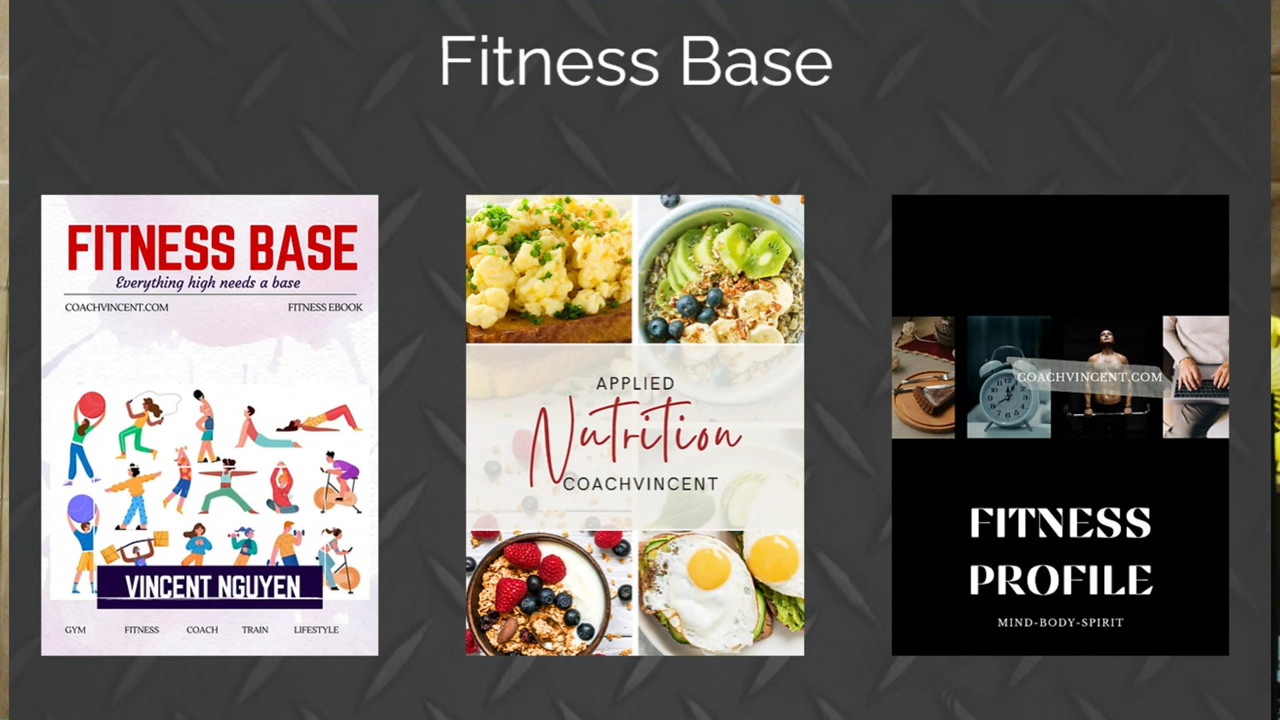 Fitness Base
FITNESS BASE
Everything high needs a base
COACHVINCENT.COM FITNESS EBOOK
VINCENT NGUYEN
GYM FITNESS COACH TRAIN LIFESTYLE
APPLIED
Nutrition
COACHVINCENT
COACHVINCENT.COM
FITNESS
PROFILE
MIND-BODY-SPIRIT